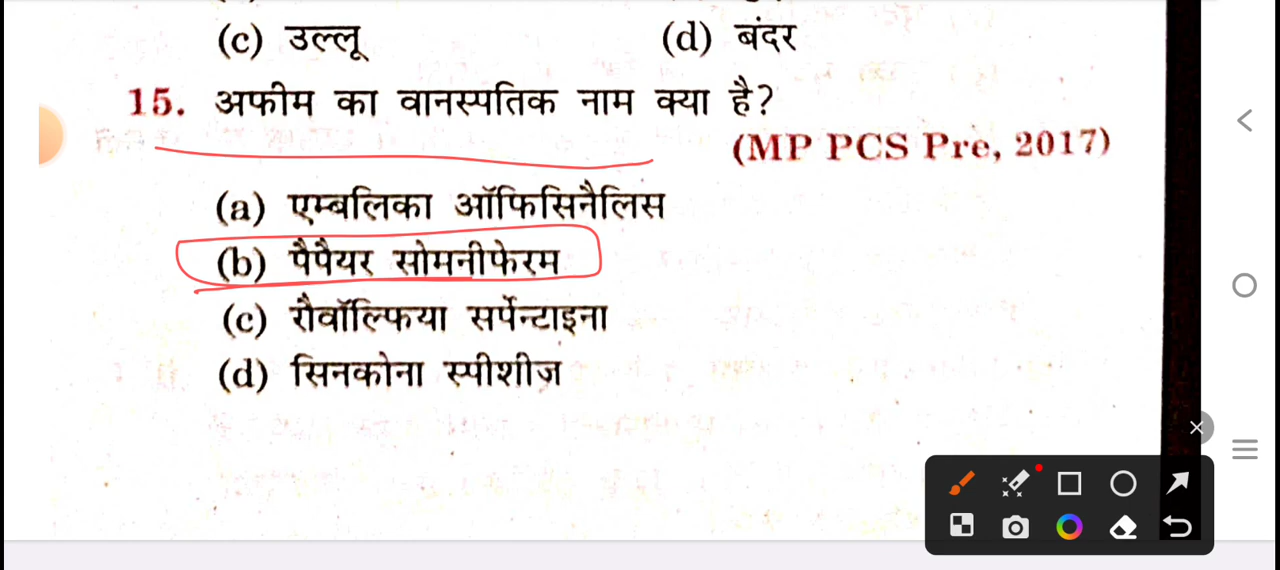 (c) उल्लू (d) बंदर
15. अफीम का वानस्पतिक नाम क्या है?
(MP PCS Pre, 2017)
(a) एम्बलिका ऑफिसिनैलिस
(b) पैपैयर सोमनीफेरम
(c) रौवॉल्फिया सर्पेन्टाइना
(d) सिनकोना स्पीशीज़